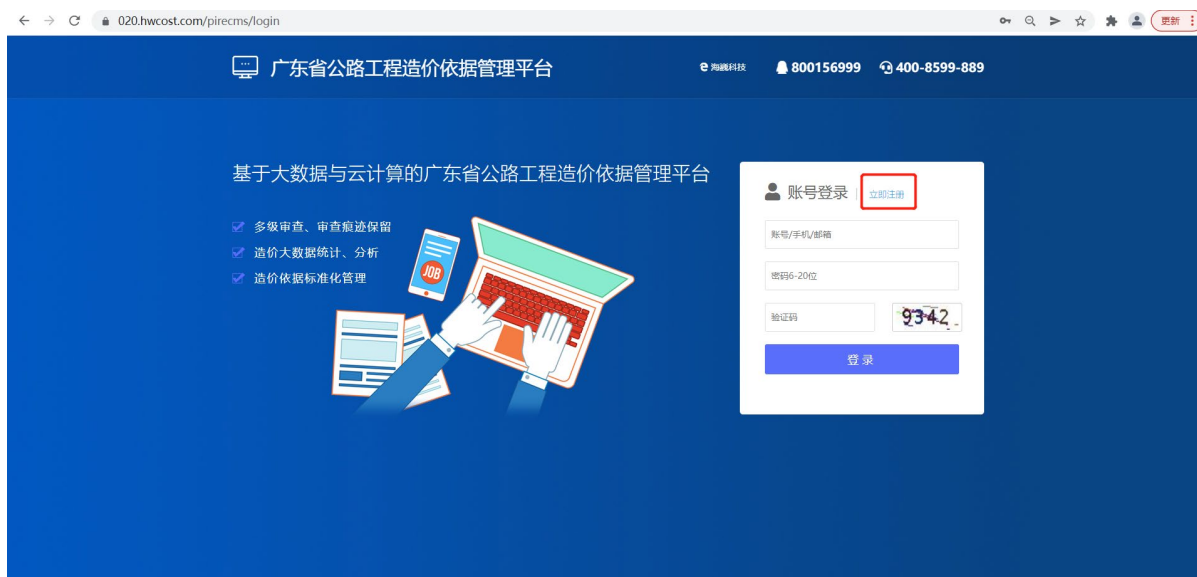 020.hwcost.com/pirecms/login
更新
广东省公路工程造价依据管理平台
海巍科技
800156999
400-8599-889
基于大数据与云计算的广东省公路工程造价依据管理平台
多级审查、审查痕迹保留
造价大数据统计、分析
造价依据标准化管理
JOB
账号登录
立即注册
账号/手机/邮箱
密码6-20位
验证码
9342
登录